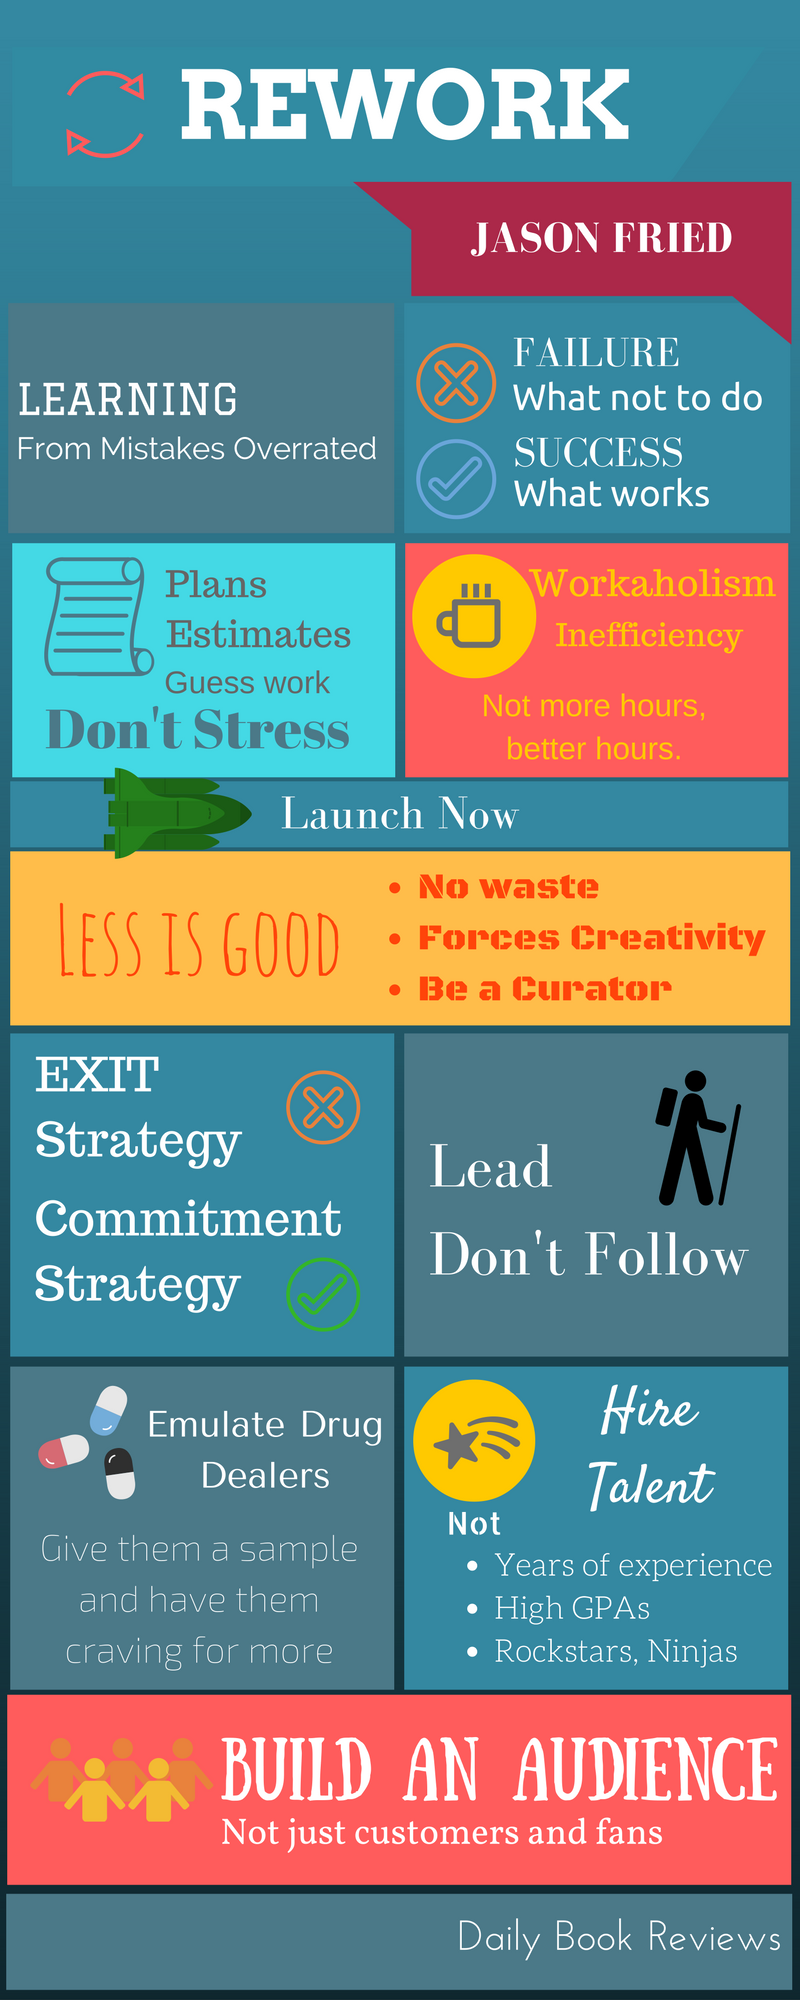 REWORK
JASON FRIED
LEARNING
From Mistakes Overrated
FAILURE
What not to do
SUCCESS
What works
Plans
Estimates
Guess work
Don't Stress
Workaholism
Inefficiency
Not more hours,
better hours.
Launch Now
LESS IS GOOD
• No waste
• Forces Creativity
• Be a Curator
EXIT
Strategy
Commitment
Strategy
Lead
Don't Follow
Emulate Drug
Dealers
Give them a sample
and have them
craving for more
Hire
Talent
Not
• Years of experience
• High GPAs
• Rockstars, Ninjas
BUILD AN AUDIENCE
Not just customers and fans
Daily Book Reviews